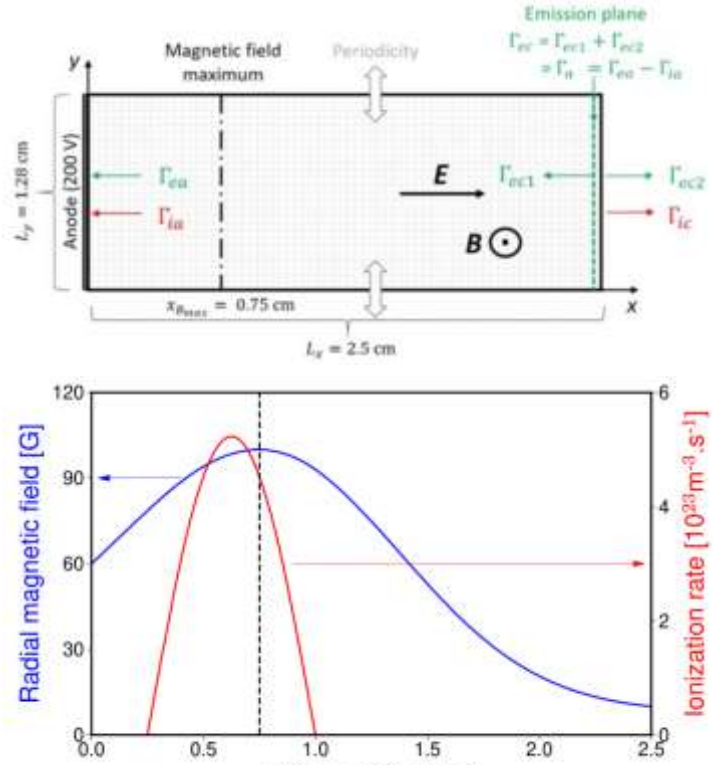 Emission plane
Γec = Γec1 + Γec2
= Γa = Γea − Γia
Magnetic field
maximum
Periodicity
y
Anode (200 V)
Ly = 1.28 cm
Γea
Γia
E
B
Γec1
Γec2
Γic
xBmax = 0.75 cm
x
Lx = 2.5 cm
Radial magnetic field [G]
120
90
60
30
0
6
4
2
0
Ionization rate [10²³m⁻³.s⁻¹]
0.0 0.5 1.0 1.5 2.0 2.5